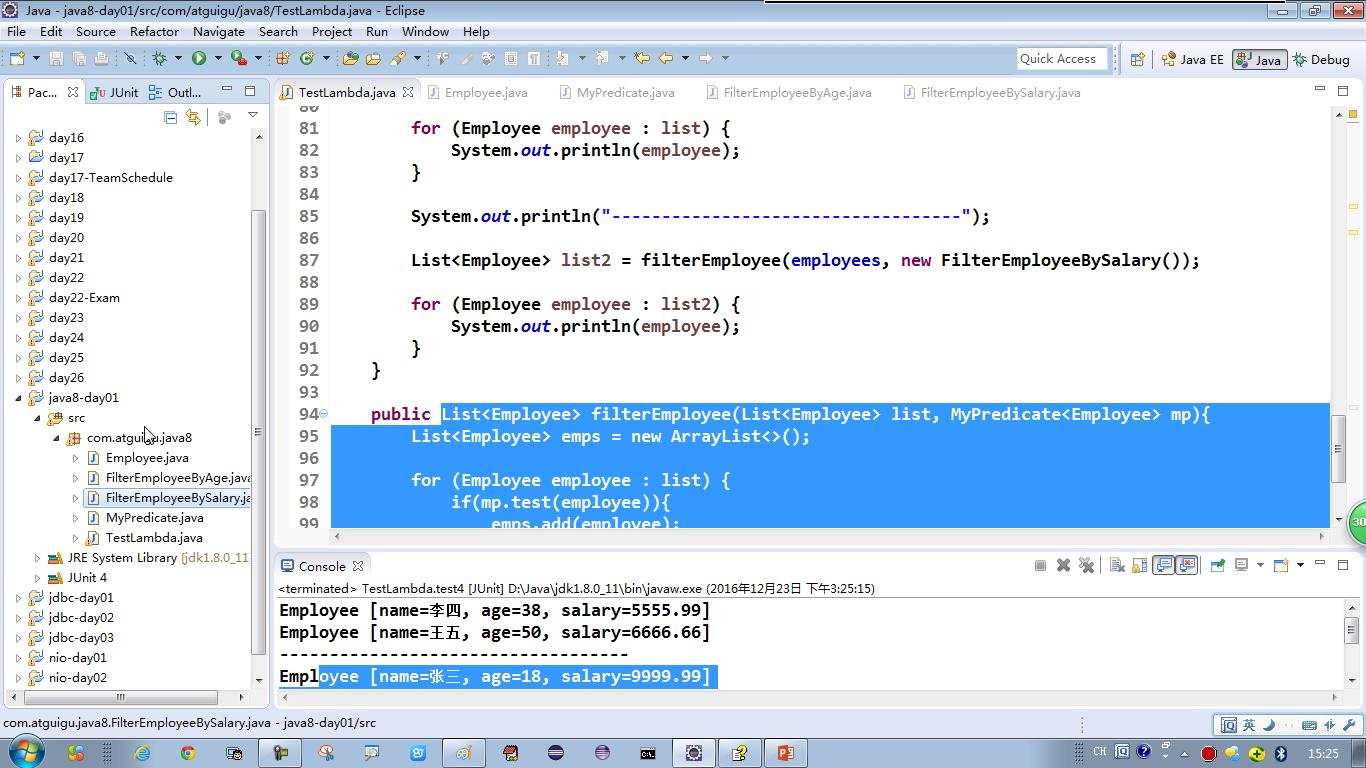 Java - java8-day01/src/com/atguigu/java8/TestLambda.java - Eclipse
File Edit Source Refactor Navigate Search Project Run Window Help
Quick Access Java EE Java Debug
Pac... JUnit Outl...
TestLambda.java Employee.java MyPredicate.java FilterEmployeeByAge.java FilterEmployeeBySalary.java
day16
day17
day17-TeamSchedule
day18
day19
day20
day21
day22
day22-Exam
day23
day24
day25
day26
java8-day01
src
com.atguigu.java8
Employee.java
FilterEmployeeByAge.java
FilterEmployeeBySalary.ja
MyPredicate.java
TestLambda.java
JRE System Library [jdk1.8.0_11]
JUnit 4
jdbc-day01
jdbc-day02
jdbc-day03
nio-day01
nio-day02
80
81 for (Employee employee : list) {
82 System.out.println(employee);
83 }
84
85 System.out.println("-----------------------------------");
86
87 List<Employee> list2 = filterEmployee(employees, new FilterEmployeeBySalary());
88
89 for (Employee employee : list2) {
90 System.out.println(employee);
91 }
92 }
93
94 public List<Employee> filterEmployee(List<Employee> list, MyPredicate<Employee> mp){
95 List<Employee> emps = new ArrayList<>();
96
97 for (Employee employee : list) {
98 if(mp.test(employee)){
99 emps.add(employee);
30
Console
<terminated> TestLambda.test4 [JUnit] D:\Java\jdk1.8.0_11\bin\javaw.exe (2016年12月23日 下午3:25:15)
Employee [name=李四, age=38, salary=5555.99]
Employee [name=王五, age=50, salary=6666.66]
-----------------------------------
Employee [name=张三, age=18, salary=9999.99]
com.atguigu.java8.FilterEmployeeBySalary.java - java8-day01/src
英
CH 15:25